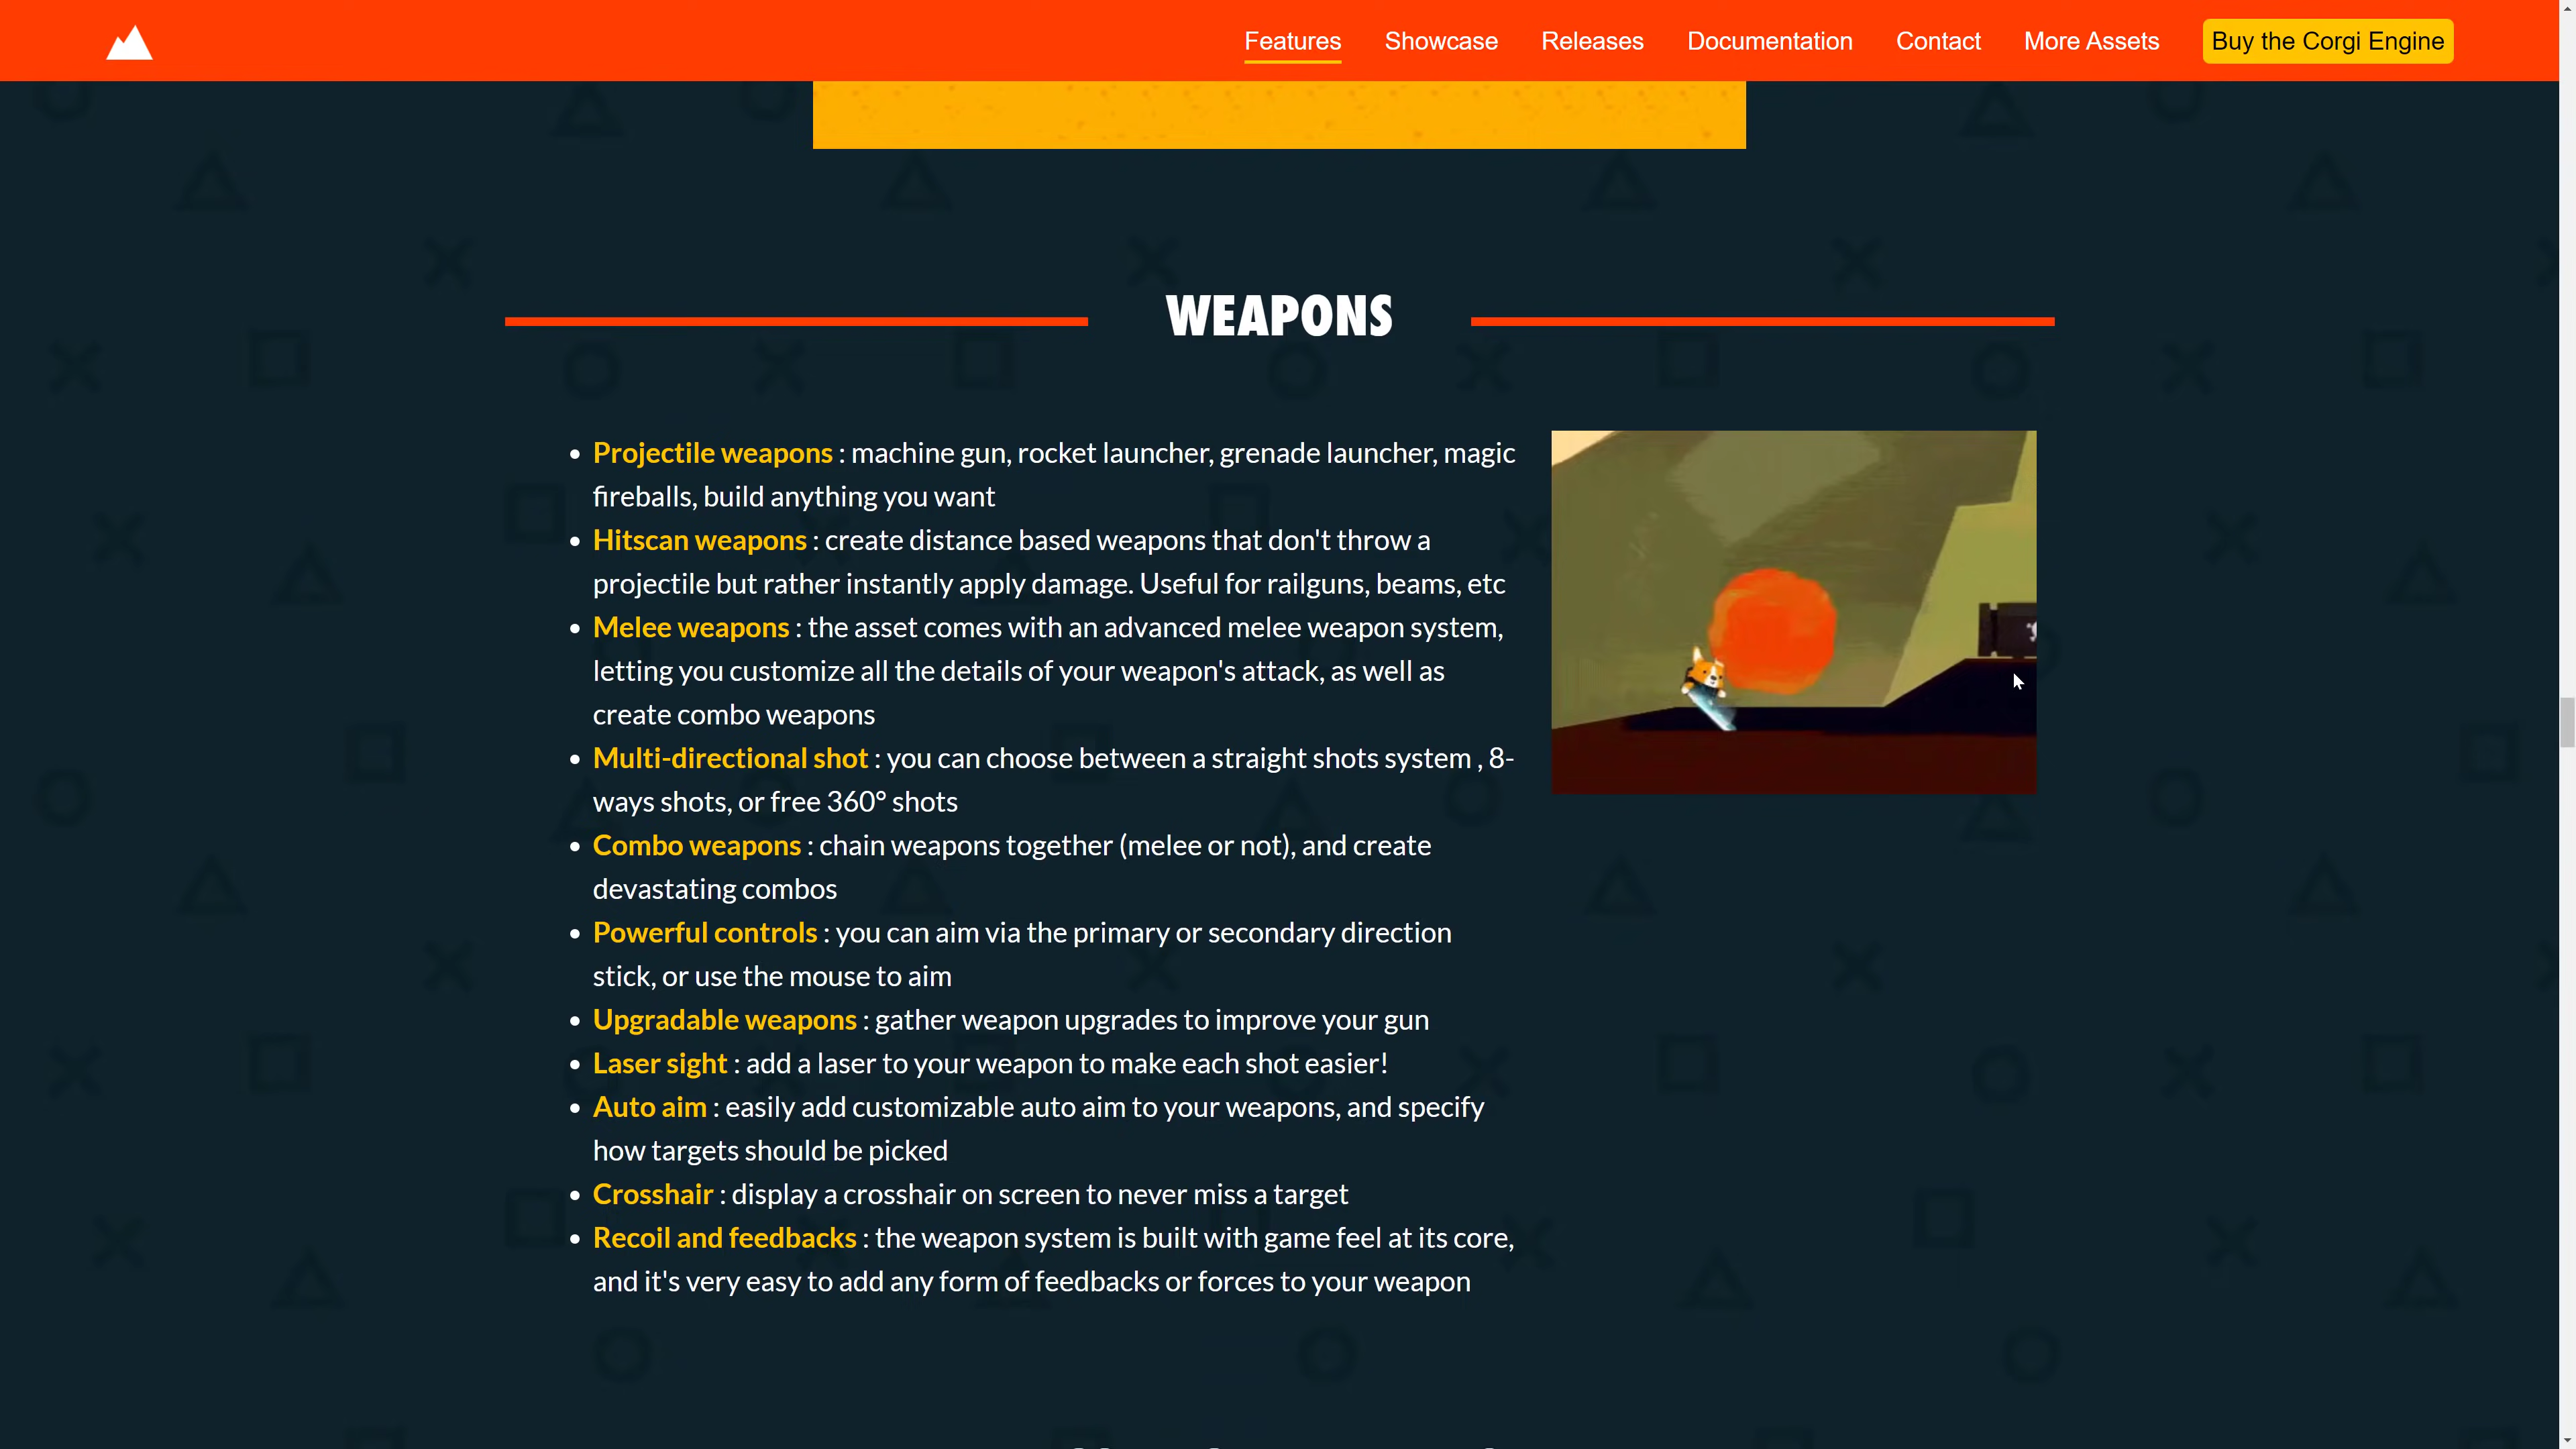 Features Showcase Releases Documentation Contact More Assets Buy the Corgi Engine
WEAPONS
Projectile weapons : machine gun, rocket launcher, grenade launcher, magic
fireballs, build anything you want
Hitscan weapons : create distance based weapons that don't throw a
projectile but rather instantly apply damage. Useful for railguns, beams, etc
Melee weapons : the asset comes with an advanced melee weapon system,
letting you customize all the details of your weapon's attack, as well as
create combo weapons
Multi-directional shot : you can choose between a straight shots system , 8-
ways shots, or free 360° shots
Combo weapons : chain weapons together (melee or not), and create
devastating combos
Powerful controls : you can aim via the primary or secondary direction
stick, or use the mouse to aim
Upgradable weapons : gather weapon upgrades to improve your gun
Laser sight : add a laser to your weapon to make each shot easier!
Auto aim : easily add customizable auto aim to your weapons, and specify
how targets should be picked
Crosshair : display a crosshair on screen to never miss a target
Recoil and feedbacks : the weapon system is built with game feel at its core,
and it's very easy to add any form of feedbacks or forces to your weapon